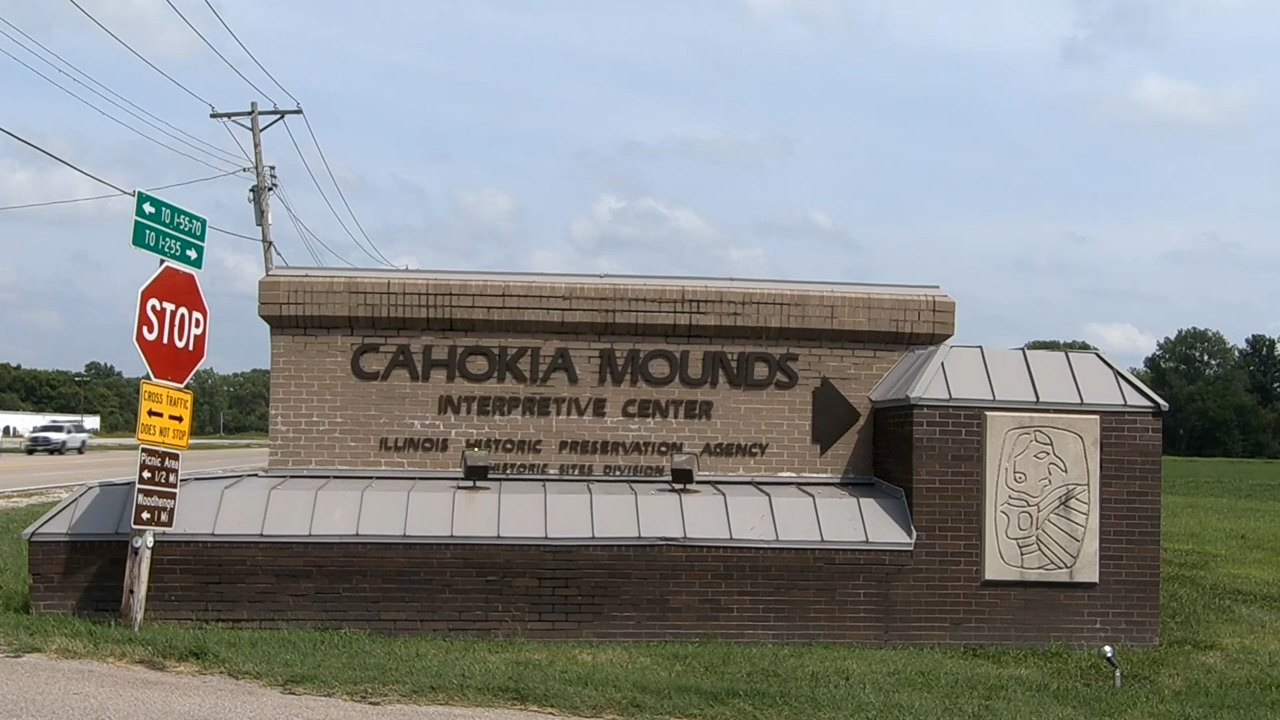 ← TO I-55-70
TO I-255 →
STOP
CROSS TRAFFIC
DOES NOT STOP
Picnic Area
← 1/2 Mi
Woodhenge
← 1 Mi
CAHOKIA MOUNDS
INTERPRETIVE CENTER
ILLINOIS HISTORIC PRESERVATION AGENCY
HISTORIC SITES DIVISION